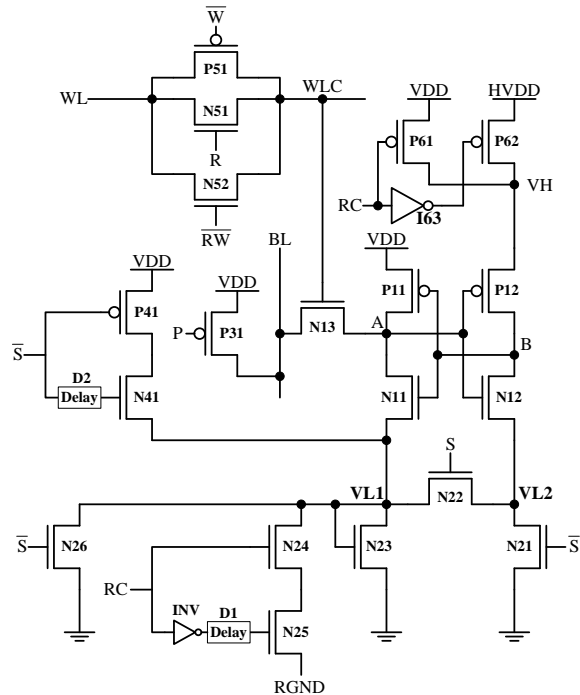 W̅
P51
WL
WLC
N51
R
N52
R̅W̅
VDD
HVDD
P61
P62
VH
RC
I63
BL
VDD
VDD
VDD
P11
P12
P41
P
P31
N13
A
B
S̅
D2
Delay
N41
N11
N12
S
VL1
VL2
N22
S̅
N26
N24
N23
N21
S̅
RC
INV
D1
Delay
N25
RGND